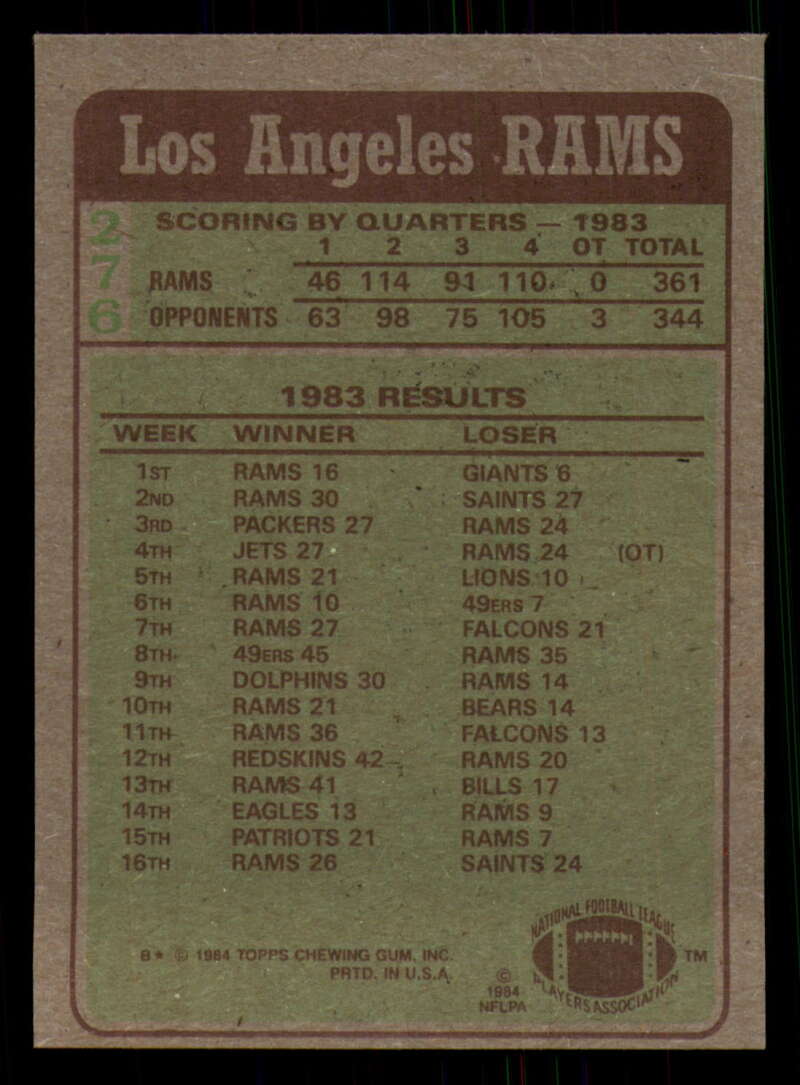 Los Angeles RAMS
276
SCORING BY QUARTERS — 1983
1 2 3 4 OT TOTAL
RAMS 46 114 91 110 0 361
OPPONENTS 63 98 75 105 3 344
1983 RESULTS
WEEK WINNER LOSER
1ST RAMS 16 GIANTS 6
2ND RAMS 30 SAINTS 27
3RD PACKERS 27 RAMS 24
4TH JETS 27 RAMS 24 (OT)
5TH RAMS 21 LIONS 10
6TH RAMS 10 49ERS 7
7TH RAMS 27 FALCONS 21
8TH 49ERS 45 RAMS 35
9TH DOLPHINS 30 RAMS 14
10TH RAMS 21 BEARS 14
11TH RAMS 36 FALCONS 13
12TH REDSKINS 42 RAMS 20
13TH RAMS 41 BILLS 17
14TH EAGLES 13 RAMS 9
15TH PATRIOTS 21 RAMS 7
16TH RAMS 26 SAINTS 24
B* © 1984 TOPPS CHEWING GUM, INC.
PRTD. IN U.S.A.
© 1984 NFLPA
NATIONAL FOOTBALL LEAGUE
PLAYERS ASSOCIATION
TM